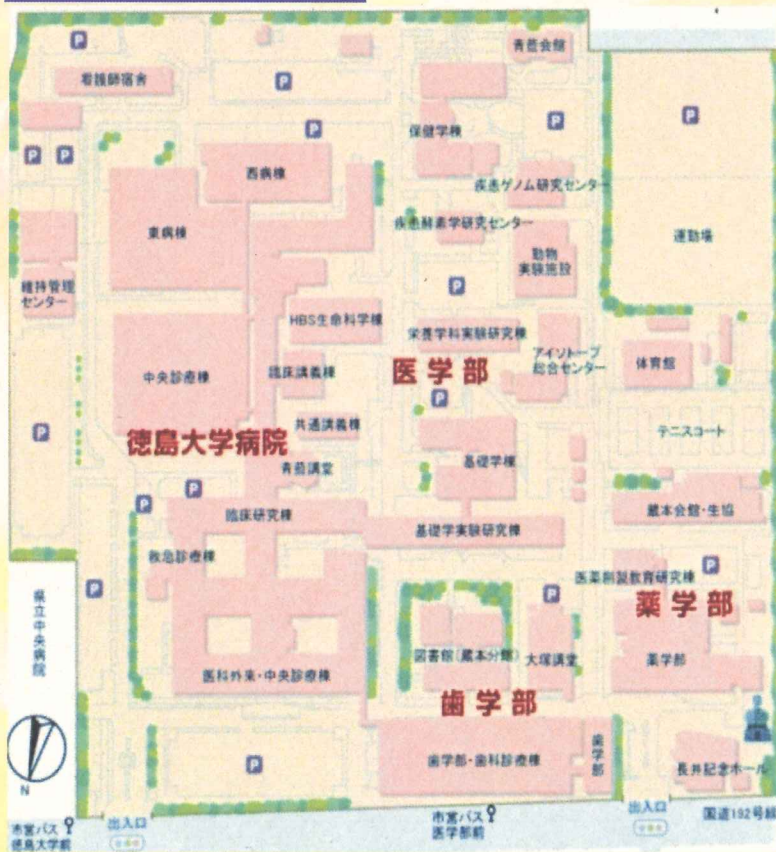 P
青藍会館
看護師宿舎
P
P
保健学棟
P
P
P
P
西病棟
疾患ゲノム研究センター
疾患酵素学研究センター
東病棟
動物
実験施設
運動場
維持管理
センター
P
HBS生命科学棟
栄養学科実験研究棟
アイソトープ
総合センター
体育館
臨床講義棟
医学部
中央診療棟
P
共通講義棟
テニスコート
P
徳島大学病院
基礎学棟
青藍講堂
P
P
臨床研究棟
蔵本会館・生協
基礎学実験研究棟
救急診療棟
医薬創製教育研究棟
P
P
P
薬学部
県立中央病院
図書館(蔵本分館)
大塚講堂
薬学部
医科外来・中央診療棟
歯学部
歯学部・歯科診療棟
歯学部
P
長井記念ホール
N
市営バス
徳島大学前
出入口
市営バス
医学部前
出入口
国道192号線